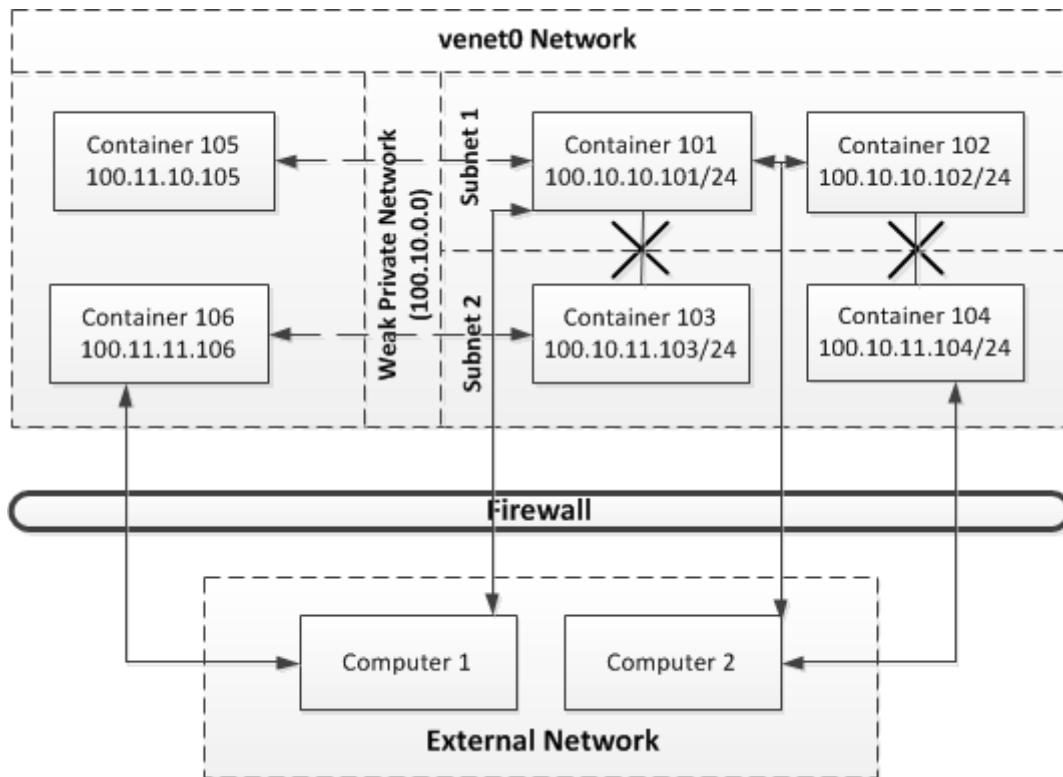 venet0 Network
Container 105
100.11.10.105
Container 106
100.11.11.106
Weak Private Network
(100.10.0.0)
Subnet 1
Subnet 2
Container 101
100.10.10.101/24
Container 102
100.10.10.102/24
Container 103
100.10.11.103/24
Container 104
100.10.11.104/24
Firewall
Computer 1
Computer 2
External Network